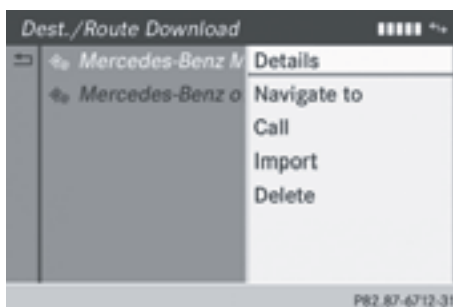 Dest./Route Download
Mercedes-Benz M
Details
Mercedes-Benz o
Navigate to
Call
Import
Delete
P82.87-6712-31